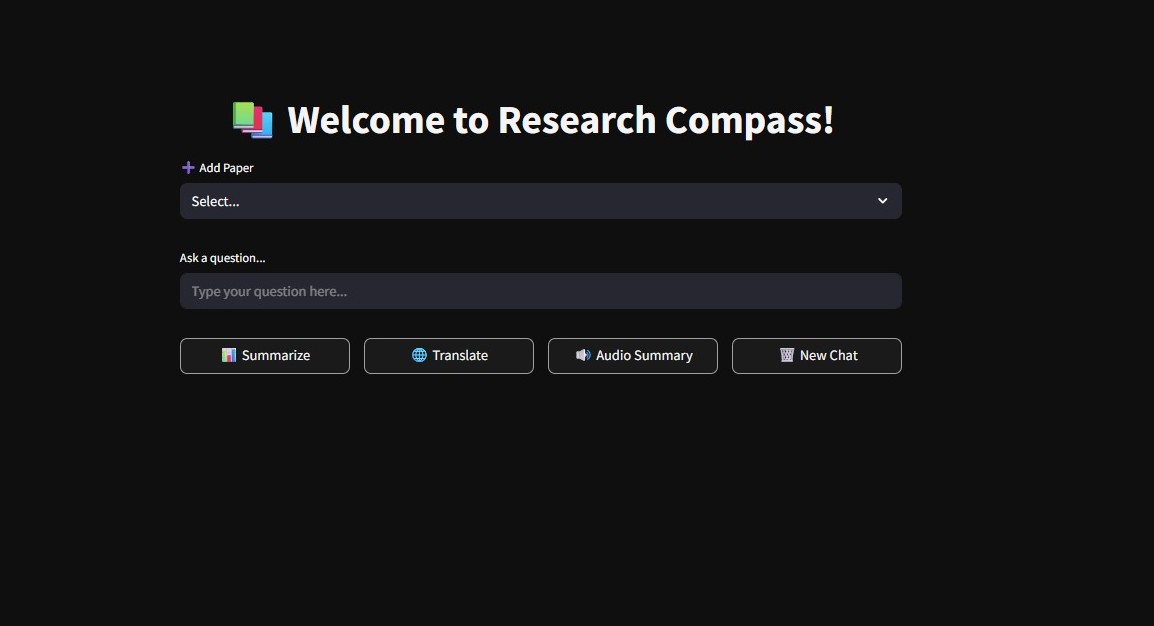 Welcome to Research Compass!
Add Paper
Select...
Ask a question...
Type your question here...
Summarize
Translate
Audio Summary
New Chat